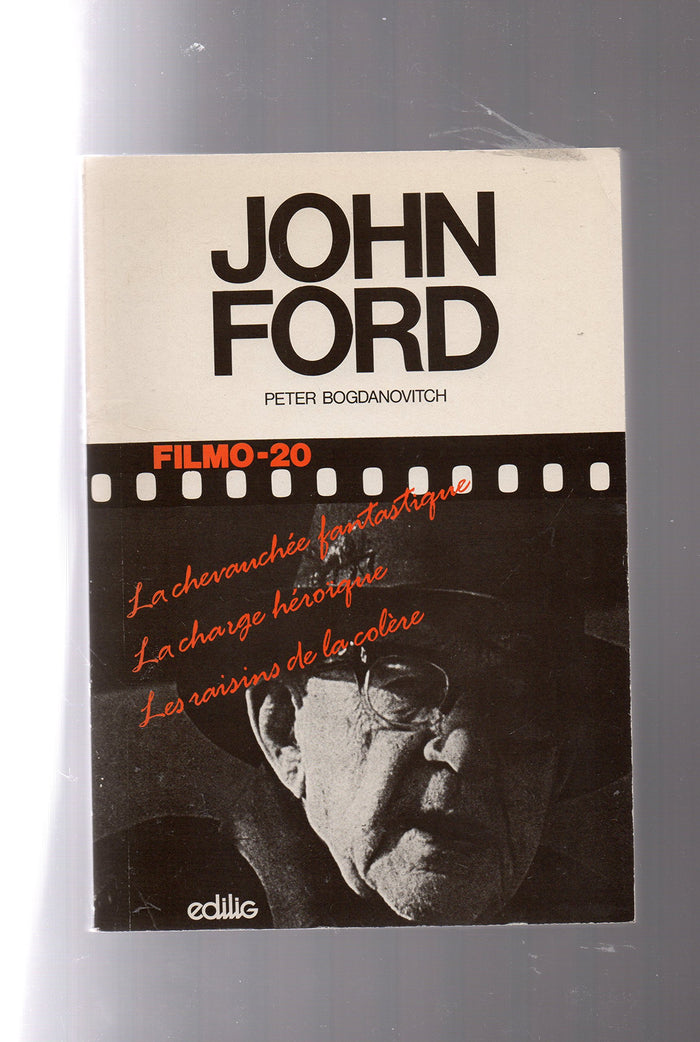 JOHN
FORD
PETER BOGDANOVITCH
FILMO-20
La chevauchée fantastique
La charge héroïque
Les raisins de la colère
edilig